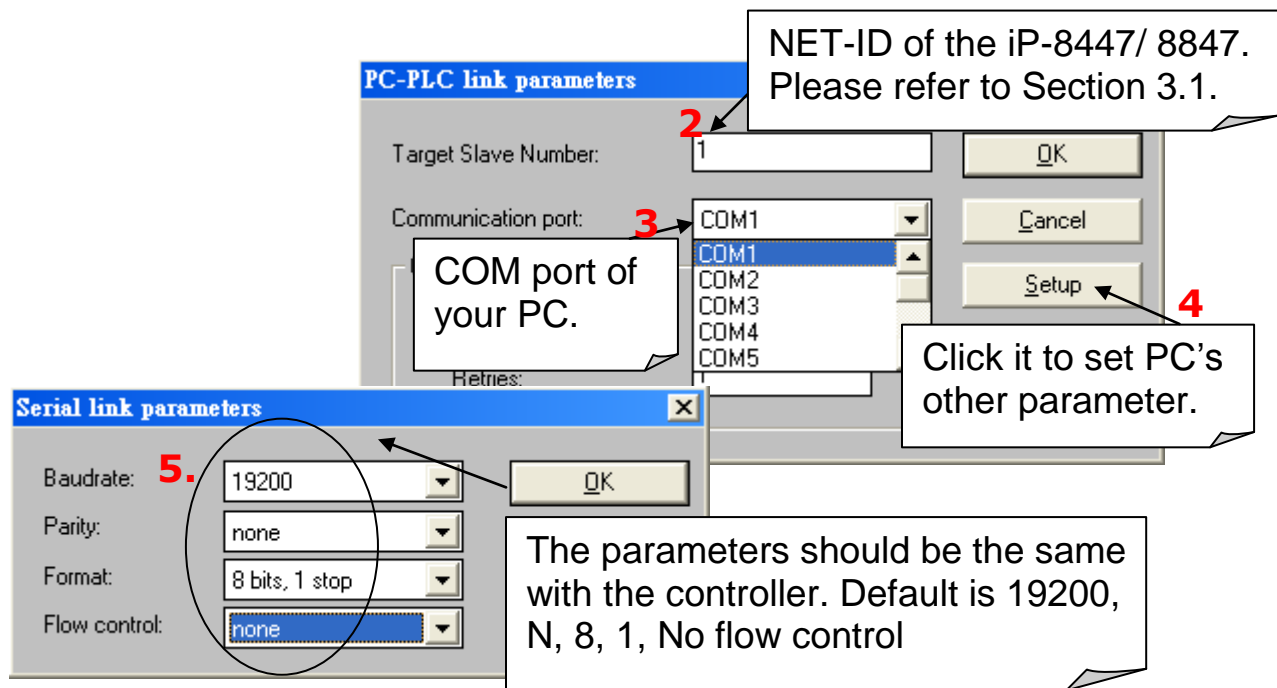 NET-ID of the iP-8447/ 8847.
Please refer to Section 3.1.
PC-PLC link parameters
2
Target Slave Number:
1
OK
Communication port:
3
COM1
Cancel
COM port of
your PC.
COM1
COM2
COM3
COM4
COM5
Setup
4
Click it to set PC's
other parameter.
Retries:
Serial link parameters
5.
Baudrate:
19200
OK
Parity:
none
Format:
8 bits, 1 stop
Flow control:
none
The parameters should be the same
with the controller. Default is 19200,
N, 8, 1, No flow control